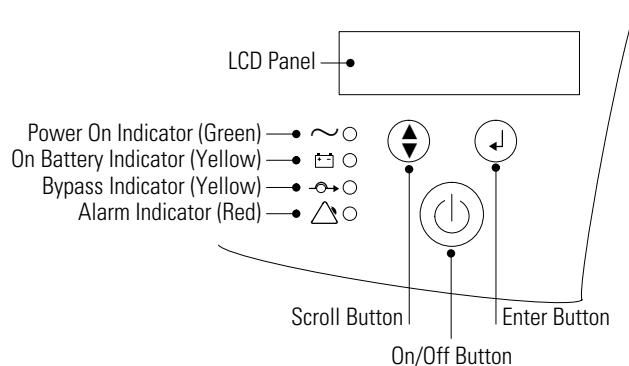 LCD Panel
Power On Indicator (Green)
On Battery Indicator (Yellow)
Bypass Indicator (Yellow)
Alarm Indicator (Red)
Scroll Button
Enter Button
On/Off Button